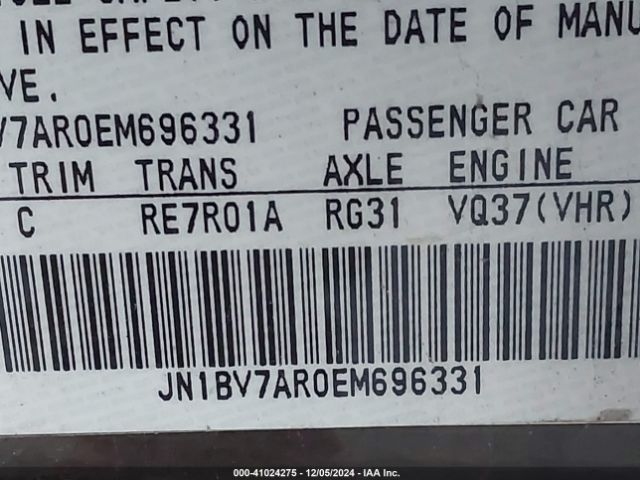 IN EFFECT ON THE DATE OF MANU
VE.
V7AR0EM696331 PASSENGER CAR
TRIM TRANS AXLE ENGINE
C RE7R01A RG31 VQ37(VHR)
JN1BV7AR0EM696331
000-41024275 - 12/05/2024 - IAA Inc.